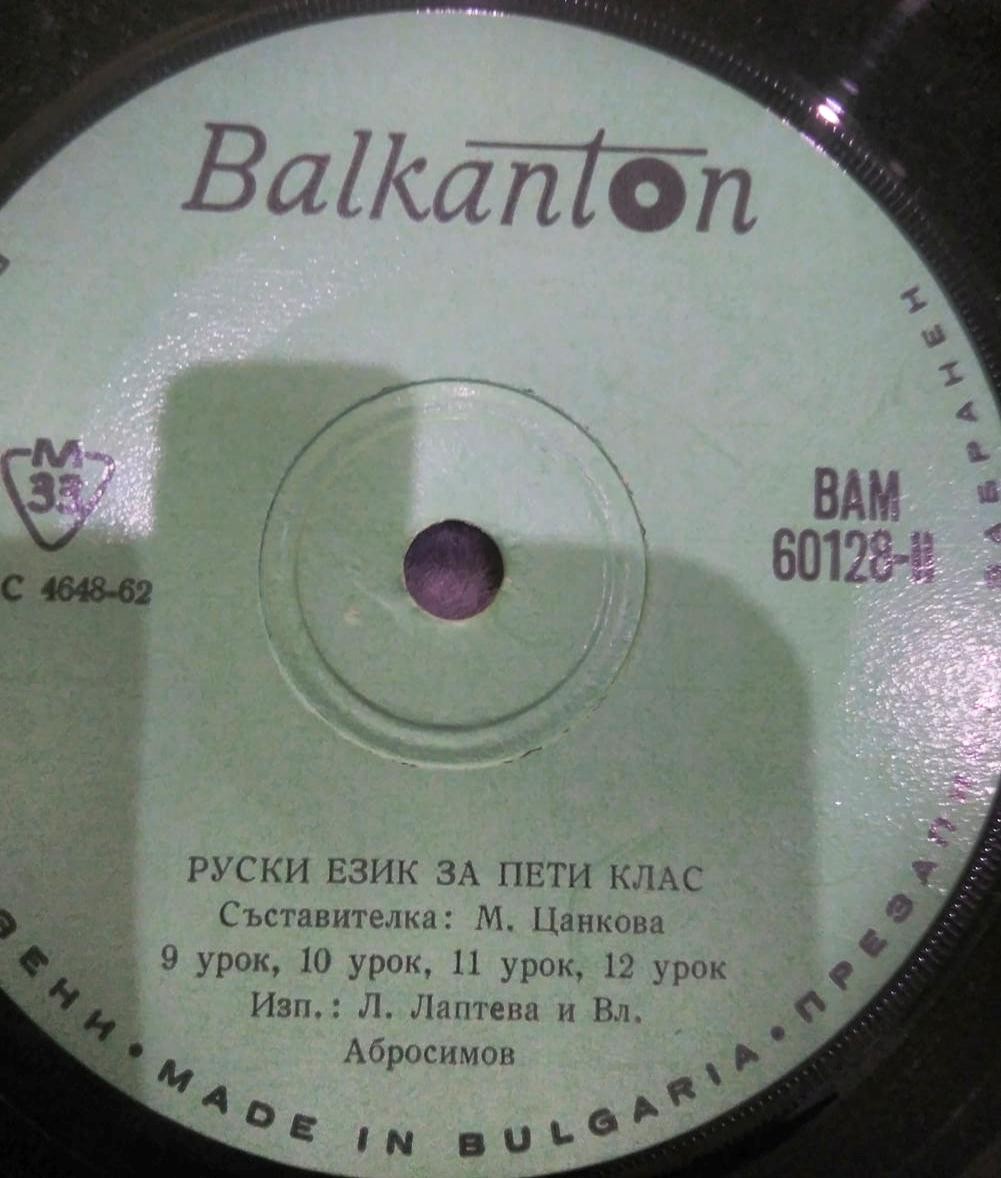 Balkanton
М
33
ВАМ
60128-II
С 4648-62
РУСКИ ЕЗИК ЗА ПЕТИ КЛАС
Съставителка: М. Цанкова
9 урок, 10 урок, 11 урок, 12 урок
Изп.: Л. Лаптева и Вл.
Абросимов
MADE IN BULGARIA •